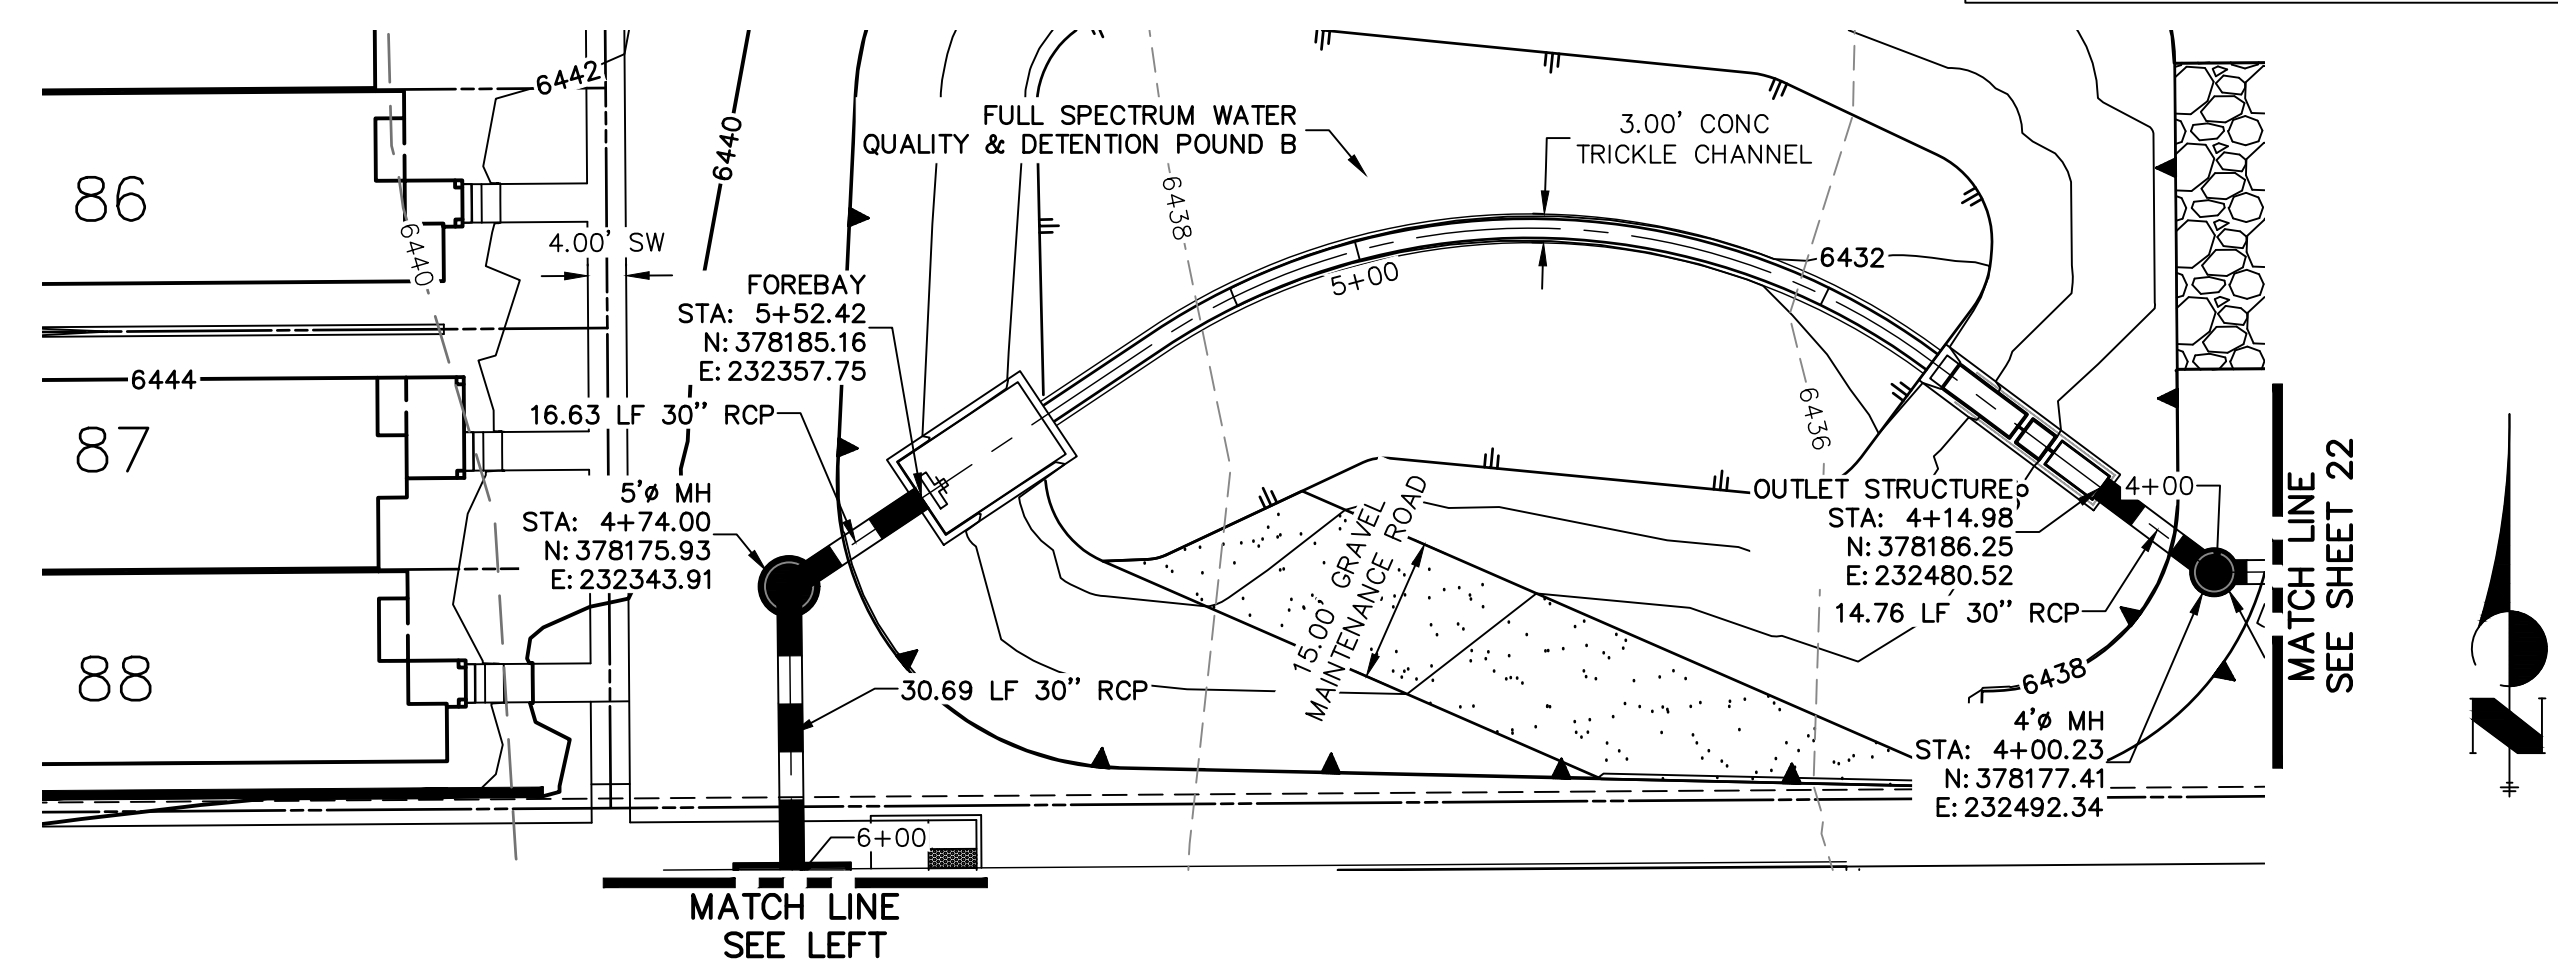 6442
6440
FULL SPECTRUM WATER
QUALITY & DETENTION POUND B
3.00' CONC
TRICKLE CHANNEL
86
6440
4.00' SW
6438
6432
5+00
FOREBAY
STA: 5+52.42
N: 378185.16
E: 232357.75
6444
16.63 LF 30" RCP
87
6436
5'ø MH
STA: 4+74.00
N: 378175.93
E: 232343.91
15.00' GRAVEL
MAINTENANCE ROAD
OUTLET STRUCTURE
STA: 4+14.98
N: 378186.25
E: 232480.52
4+00
14.76 LF 30" RCP
MATCH LINE
SEE SHEET 22
88
30.69 LF 30" RCP
6438
4'ø MH
STA: 4+00.23
N: 378177.41
E: 232492.34
N
6+00
MATCH LINE
SEE LEFT